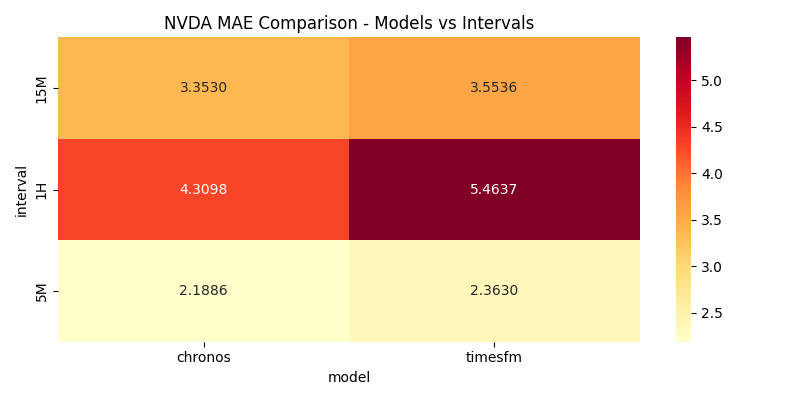 NVDA MAE Comparison - Models vs Intervals
interval
15M
3.3530
3.5536
1H
4.3098
5.4637
5M
2.1886
2.3630
chronos
timesfm
model
5.0
4.5
4.0
3.5
3.0
2.5